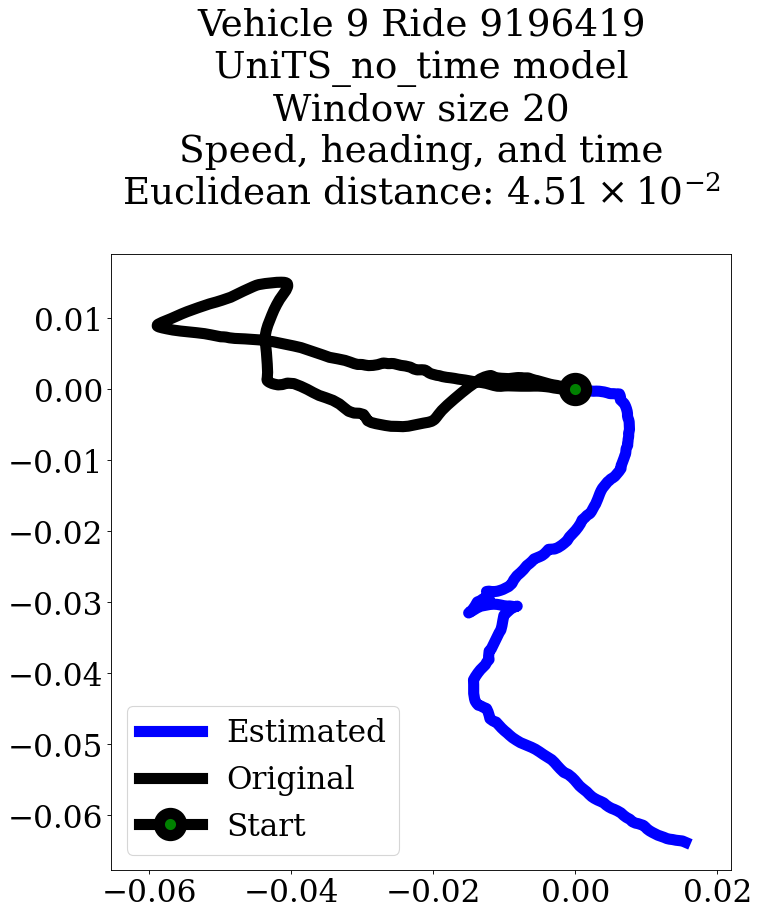 Vehicle 9 Ride 9196419
UniTS_no_time model
Window size 20
Speed, heading, and time
Euclidean distance: 4.51 × 10⁻²
0.01
0.00
−0.01
−0.02
−0.03
−0.04
−0.05
−0.06
Estimated
Original
Start
−0.06
−0.04
−0.02
0.00
0.02